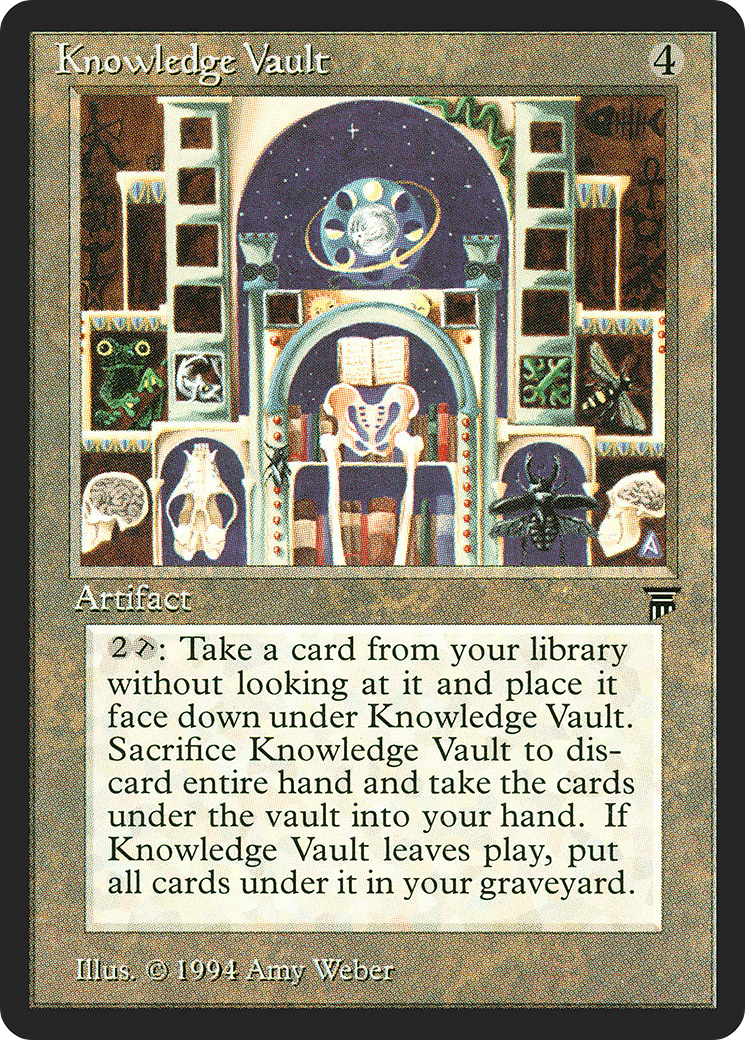 Knowledge Vault 4
Artifact
2 : Take a card from your library
without looking at it and place it
face down under Knowledge Vault.
Sacrifice Knowledge Vault to dis-
card entire hand and take the cards
under the vault into your hand. If
Knowledge Vault leaves play, put
all cards under it in your graveyard.
Illus. © 1994 Amy Weber